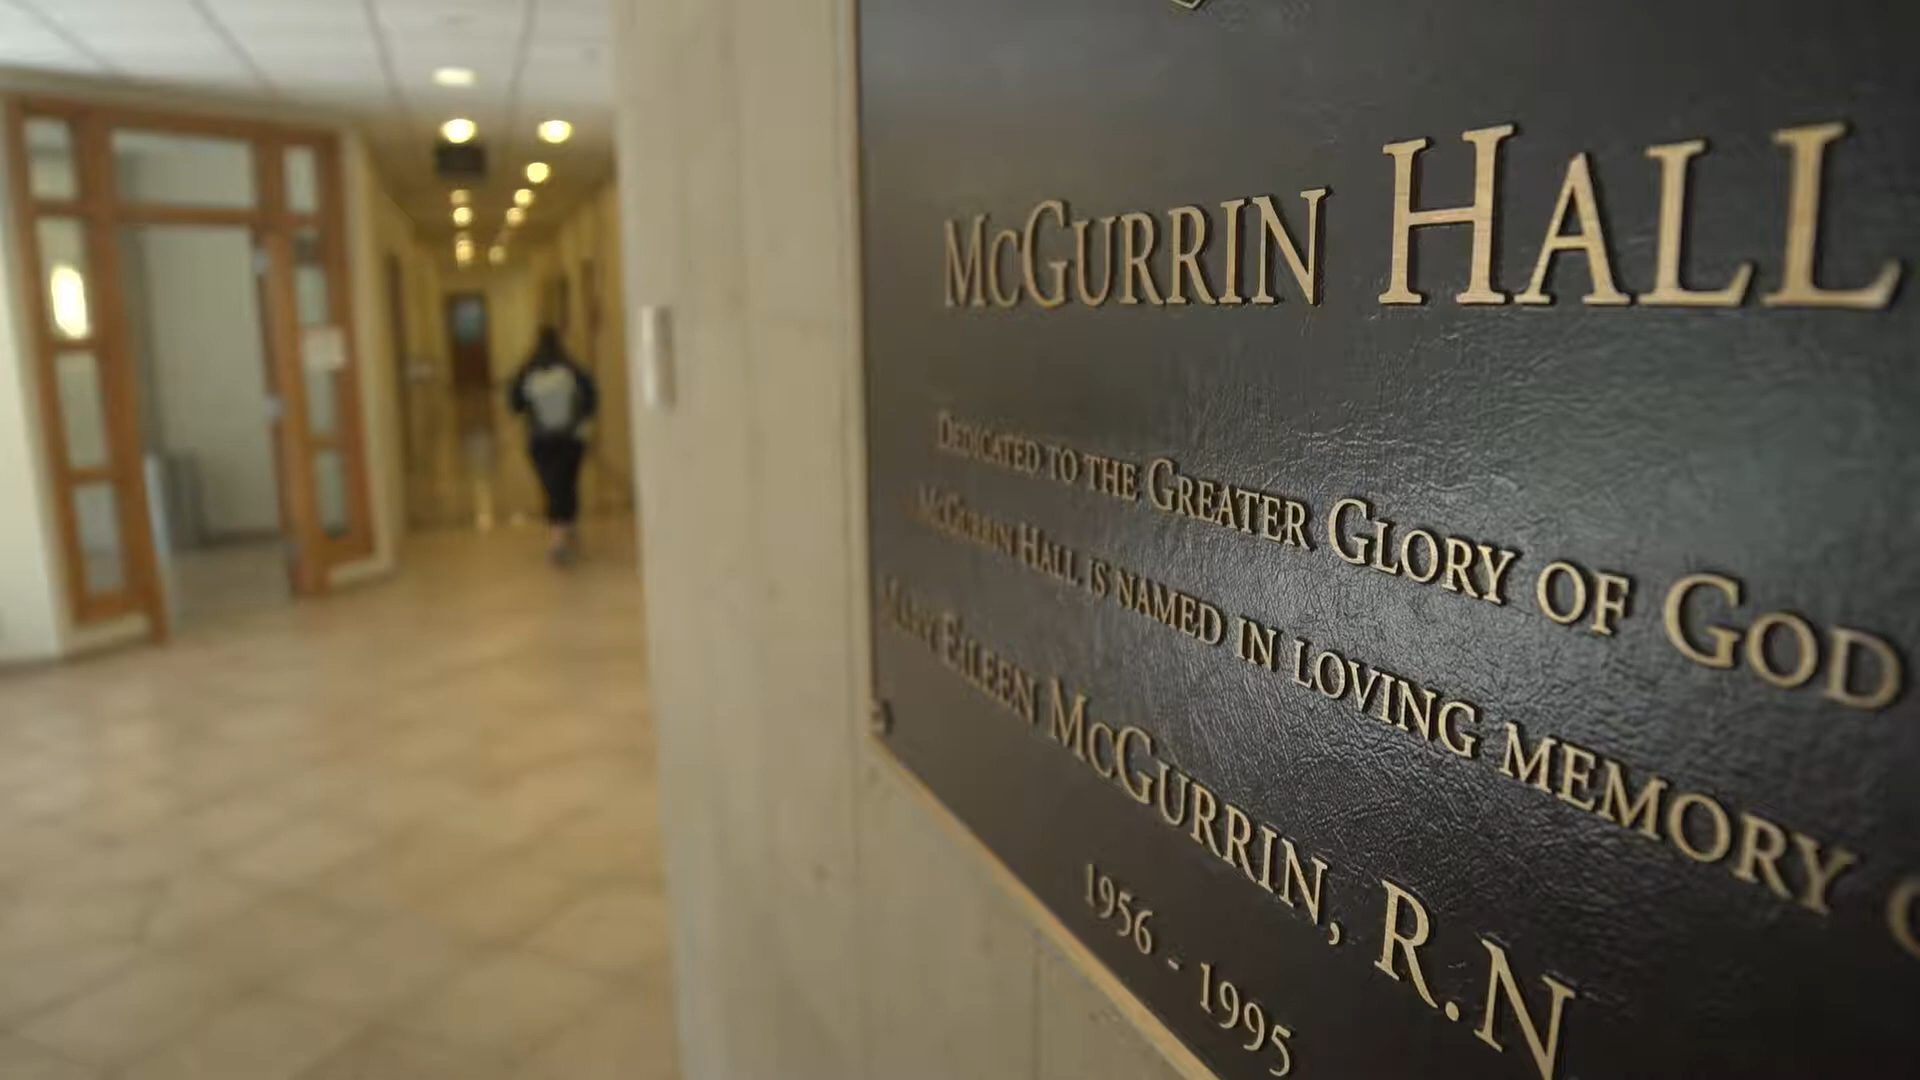 McGurrin Hall
Dedicated to the Greater Glory of God
McGurrin Hall is named in loving memory
Mary Eileen McGurrin, R.N
1956 - 1995